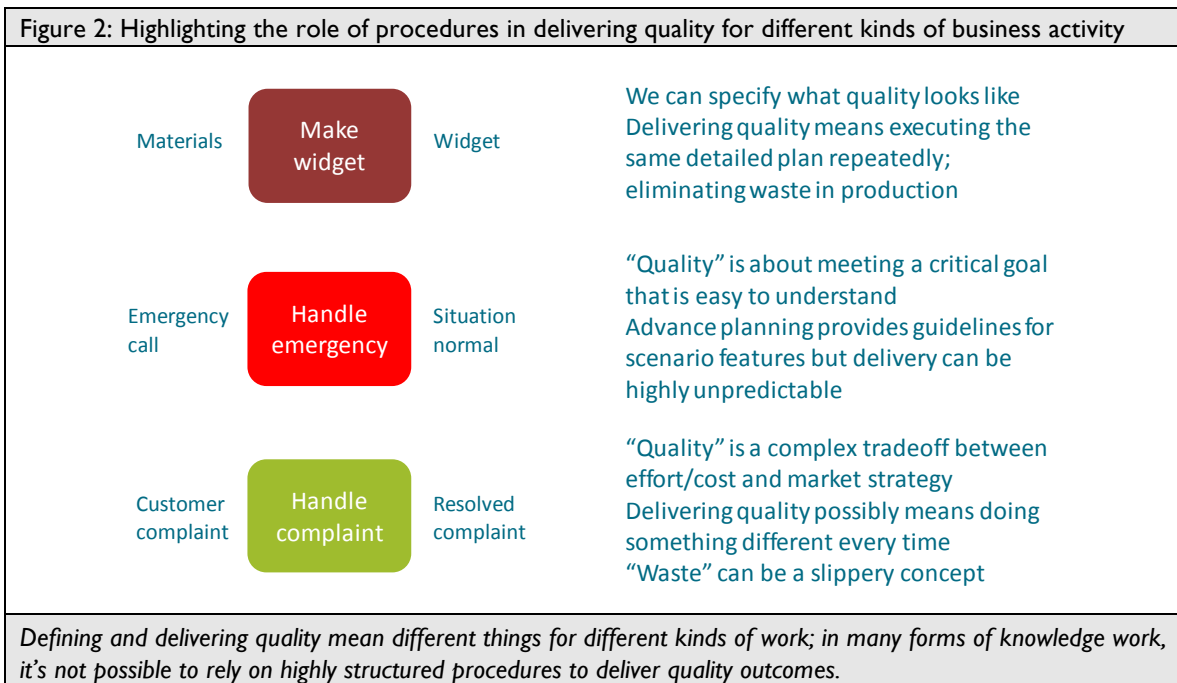 Figure 2: Highlighting the role of procedures in delivering quality for different kinds of business activity
Materials
Make
widget
Widget
We can specify what quality looks like
Delivering quality means executing the
same detailed plan repeatedly;
eliminating waste in production
Emergency
call
Handle
emergency
Situation
normal
“Quality” is about meeting a critical goal
that is easy to understand
Advance planning provides guidelines for
scenario features but delivery can be
highly unpredictable
Customer
complaint
Handle
complaint
Resolved
complaint
“Quality” is a complex tradeoff between
effort/cost and market strategy
Delivering quality possibly means doing
something different every time
“Waste” can be a slippery concept
Defining and delivering quality mean different things for different kinds of work; in many forms of knowledge work,
it’s not possible to rely on highly structured procedures to deliver quality outcomes.